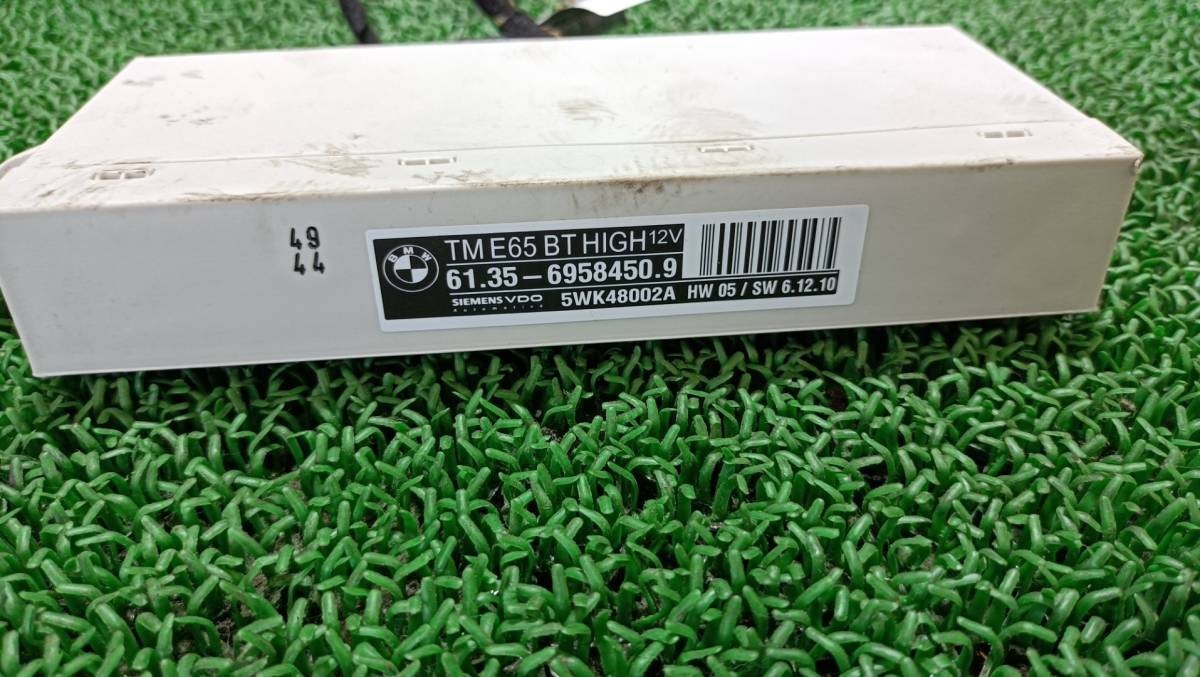 49
44
BMW
TM E65 BT HIGH 12V
61.35-6958450.9
SIEMENS VDO
Automotive
5WK48002A HW 05 / SW 6.12.10